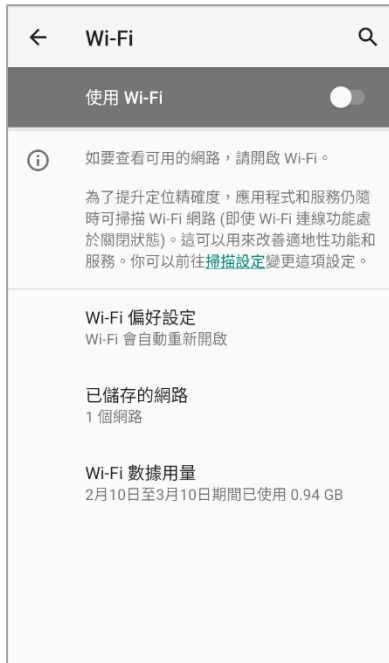 Wi-Fi
使用 Wi-Fi
如要查看可用的網路，請開啟 Wi-Fi。
為了提升定位精確度，應用程式和服務仍隨
時可掃描 Wi-Fi 網路 (即使 Wi-Fi 連線功能處
於關閉狀態)。這可以用來改善適地性功能和
服務。你可以前往掃描設定變更這項設定。
Wi-Fi 偏好設定
Wi-Fi 會自動重新開啟
已儲存的網路
1 個網路
Wi-Fi 數據用量
2月10日至3月10日期間已使用 0.94 GB